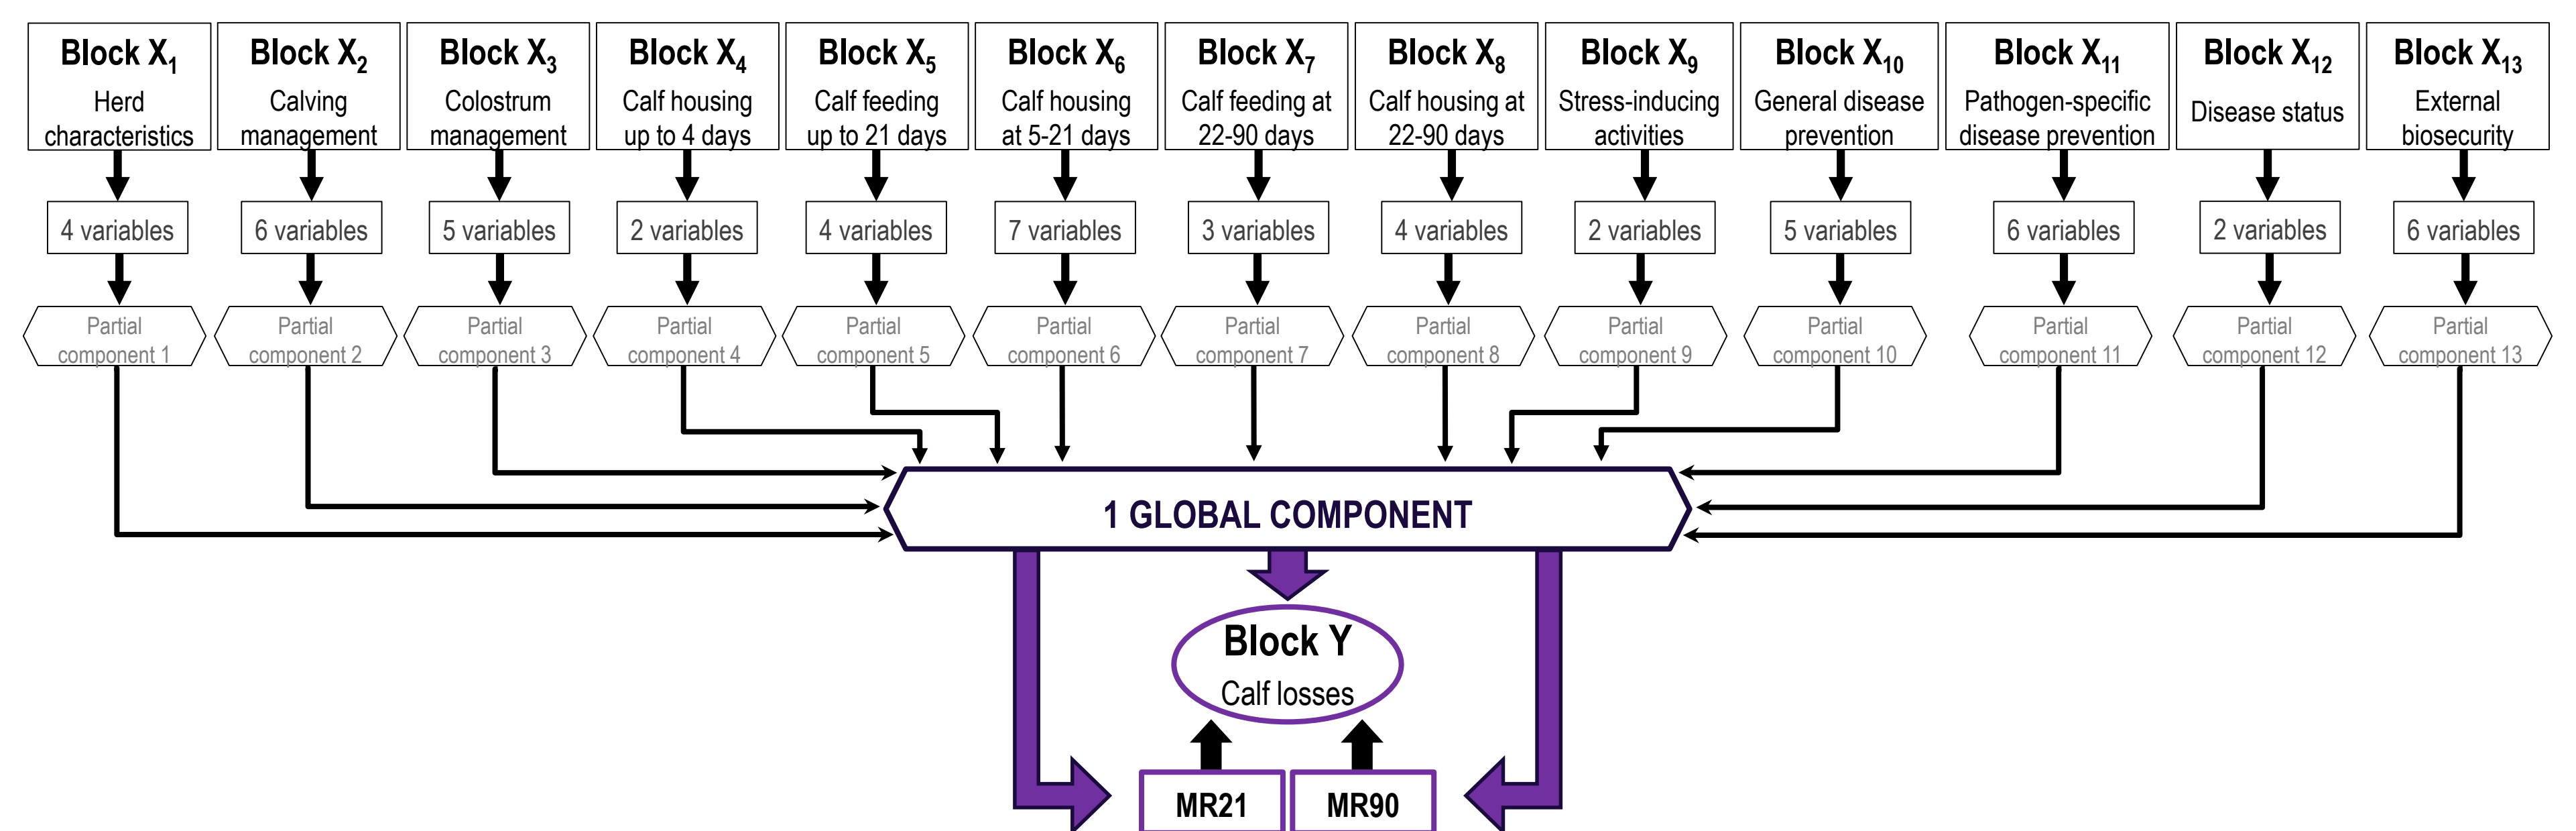 Block X1
Herd
characteristics
Block X2
Calving
management
Block X3
Colostrum
management
Block X4
Calf housing
up to 4 days
Block X5
Calf feeding
up to 21 days
Block X6
Calf housing
at 5-21 days
Block X7
Calf feeding at
22-90 days
Block X8
Calf housing at
22-90 days
Block X9
Stress-inducing
activities
Block X10
General disease
prevention
Block X11
Pathogen-specific
disease prevention
Block X12
Disease status
Block X13
External
biosecurity
4 variables
6 variables
5 variables
2 variables
4 variables
7 variables
3 variables
4 variables
2 variables
5 variables
6 variables
2 variables
6 variables
Partial
component 1
Partial
component 2
Partial
component 3
Partial
component 4
Partial
component 5
Partial
component 6
Partial
component 7
Partial
component 8
Partial
component 9
Partial
component 10
Partial
component 11
Partial
component 12
Partial
component 13
1 GLOBAL COMPONENT
Block Y
Calf losses
MR21
MR90